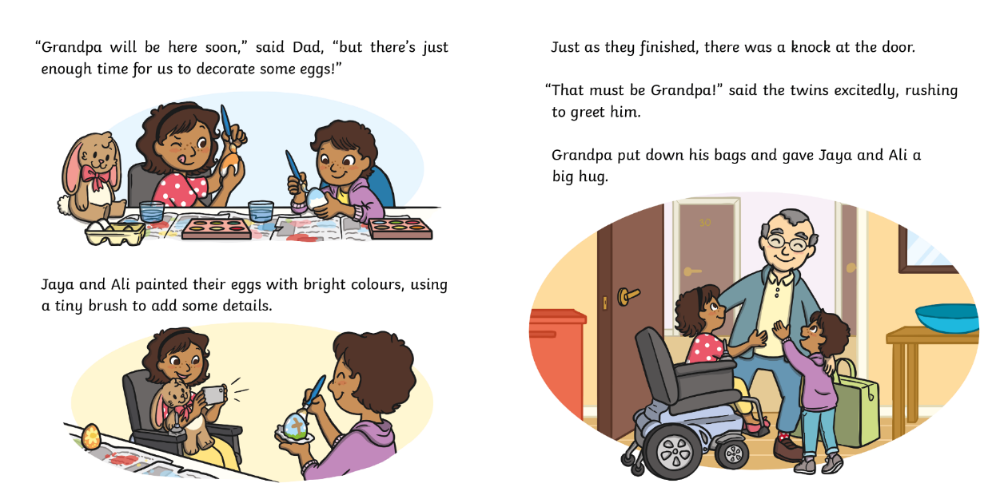 “Grandpa will be here soon,” said Dad, “but there’s just
enough time for us to decorate some eggs!”
Jaya and Ali painted their eggs with bright colours, using
a tiny brush to add some details.
Just as they finished, there was a knock at the door.
“That must be Grandpa!” said the twins excitedly, rushing
to greet him.
Grandpa put down his bags and gave Jaya and Ali a
big hug.
30